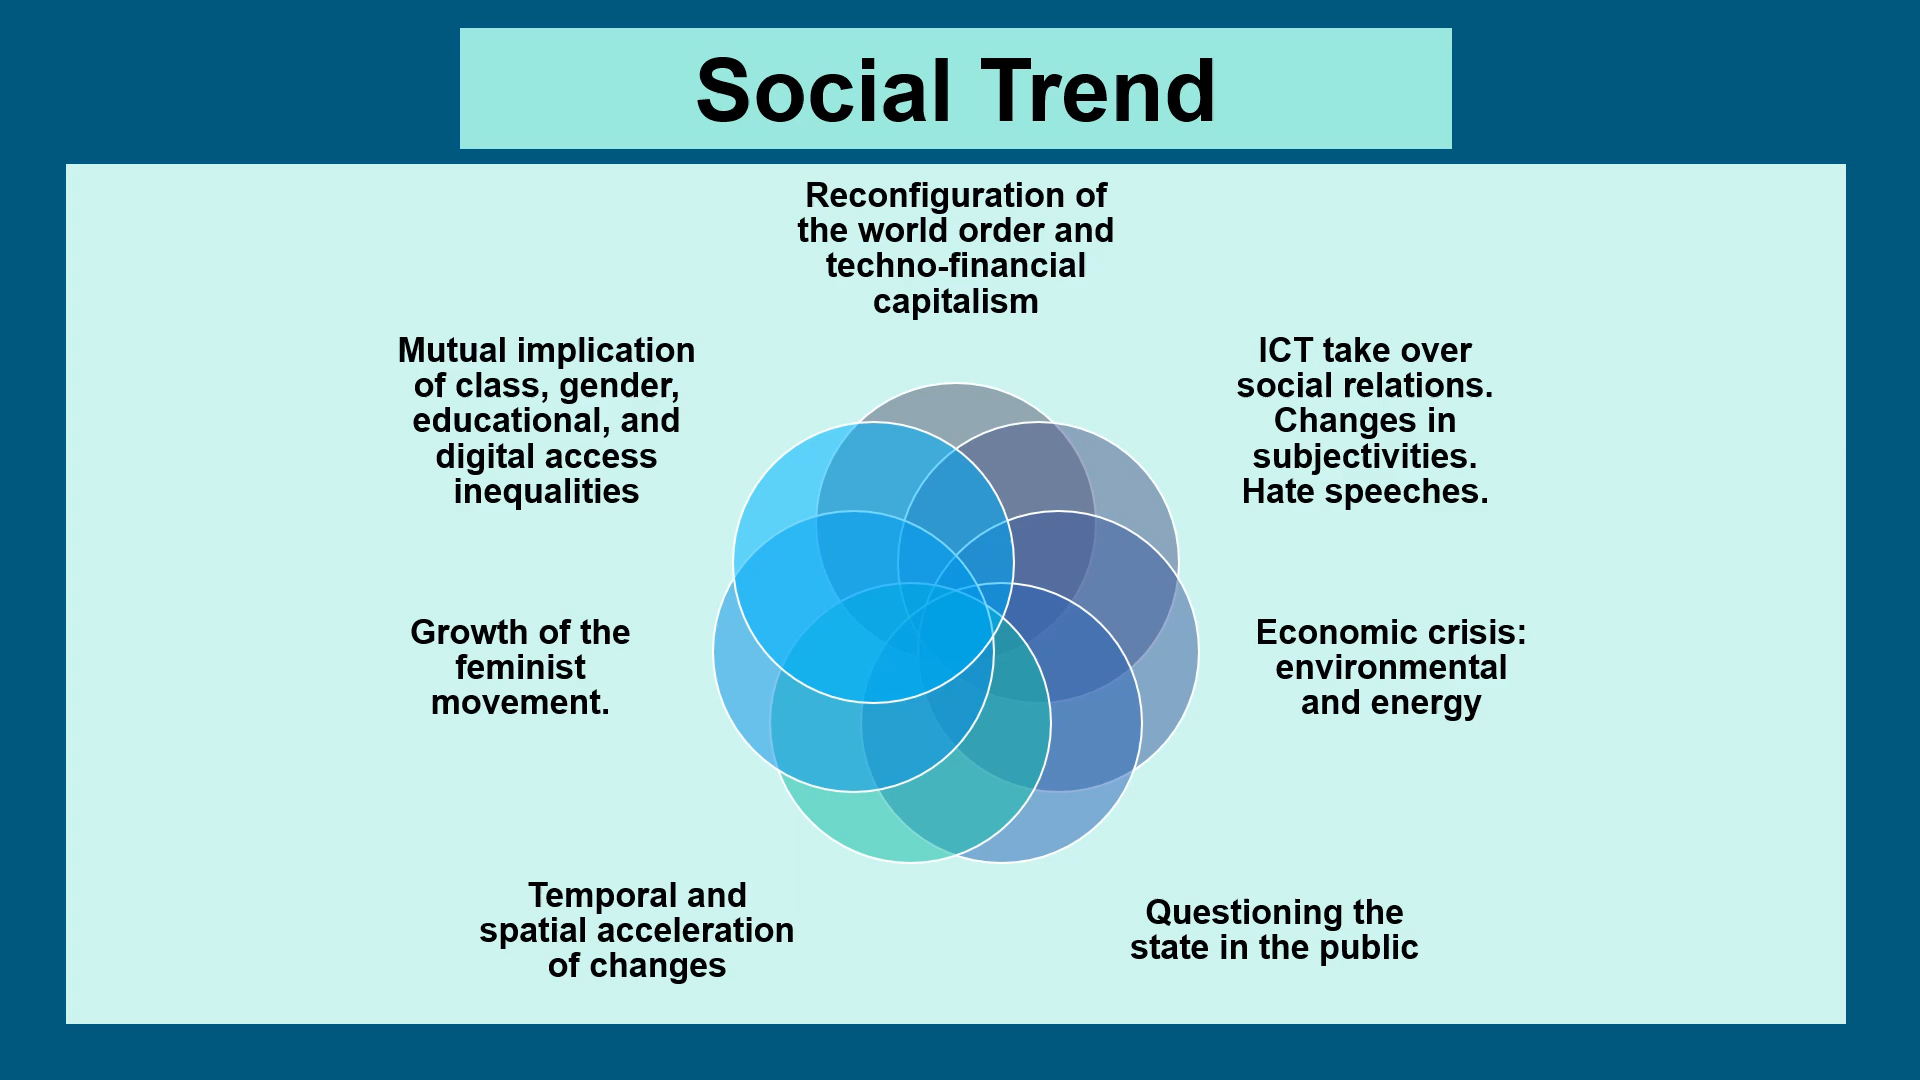 Social Trend
Reconfiguration of
the world order and
techno-financial
capitalism
Mutual implication
of class, gender,
educational, and
digital access
inequalities
ICT take over
social relations.
Changes in
subjectivities.
Hate speeches.
Growth of the
feminist
movement.
Economic crisis:
environmental
and energy
Temporal and
spatial acceleration
of changes
Questioning the
state in the public